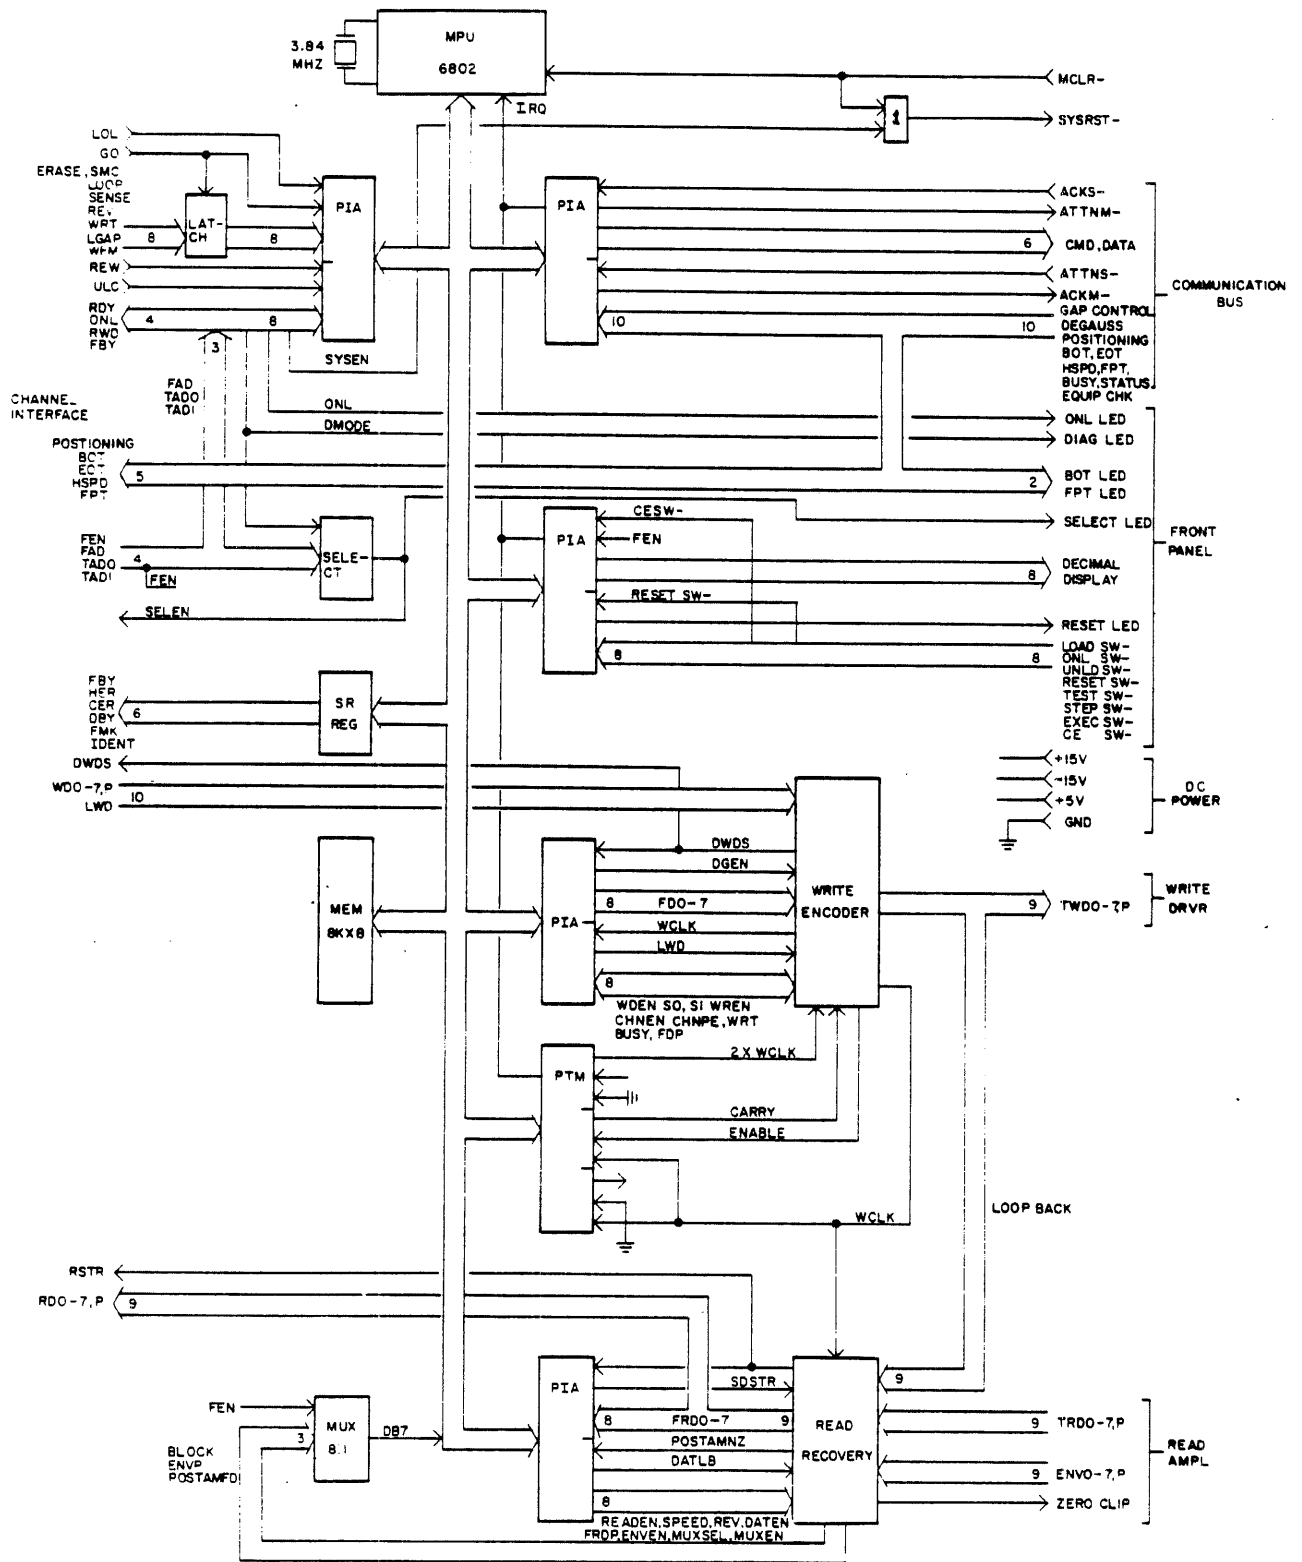 MPU
6802
3.84
MHZ
IRQ
MCLR-
SYSRST-
1
LOL
GO
ERASE, SMC
LOOP
SENSE
REV
WRT
LGAP
WFM
8
LAT-
CH
8
REW
ULC
RDY
ONL
RWD
FBY
4
8
3
PIA
SYSEN
PIA
ACKS-
ATTNM-
6
CMD, DATA
ATTNS-
ACKM-
10
10
GAP CONTROL
DEGAUSS
POSITIONING
BOT, EOT
HSPD, FPT,
BUSY, STATUS
EQUIP CHK
COMMUNICATION
BUS
FAD
TADO
TADI
CHANNEL
INTERFACE
ONL
DMODE
ONL LED
DIAG LED
POSTIONING
BOT
EOT
HSPD
FPT
5
2
BOT LED
FPT LED
SELECT LED
FRONT
PANEL
FEN
FAD
TADO
TADI
4
FEN
SELE-
CT
SELEN
PIA
CESW-
FEN
8
DECIMAL
DISPLAY
RESET SW-
RESET LED
8
8
LOAD SW-
ONL SW-
UNLD SW-
RESET SW-
TEST SW-
STEP SW-
EXEC SW-
CE SW-
FBY
HER
CER
DBY
FMK
IDENT
6
SR
REG
DWDS
WDO-7,P
10
LWD
+15V
-15V
+5V
GND
DC
POWER
MEM
8KX8
PIA
DWDS
DGEN
8
FDO-7
WCLK
LWD
8
WDEN SO, SI WREN
CHNEN CHNPE, WRT
BUSY, FDP
WRITE
ENCODER
9
TWDO-7,P
WRITE
DRVR
PTM
2X WCLK
CARRY
ENABLE
WCLK
LOOP BACK
RSTR
RDO-7,P
9
PIA
SDSTR
8
FRDO-7
9
POSTAMNZ
DATLB
8
READEN, SPEED, REV, DATEN
FRDP, ENVEN, MUXSEL, MUXEN
READ
RECOVERY
9
9
TRDO-7,P
9
ENVO-7,P
ZERO CLIP
READ
AMPL
FEN
3
BLOCK
ENVP
POSTAMFD
MUX
8:1
DB7